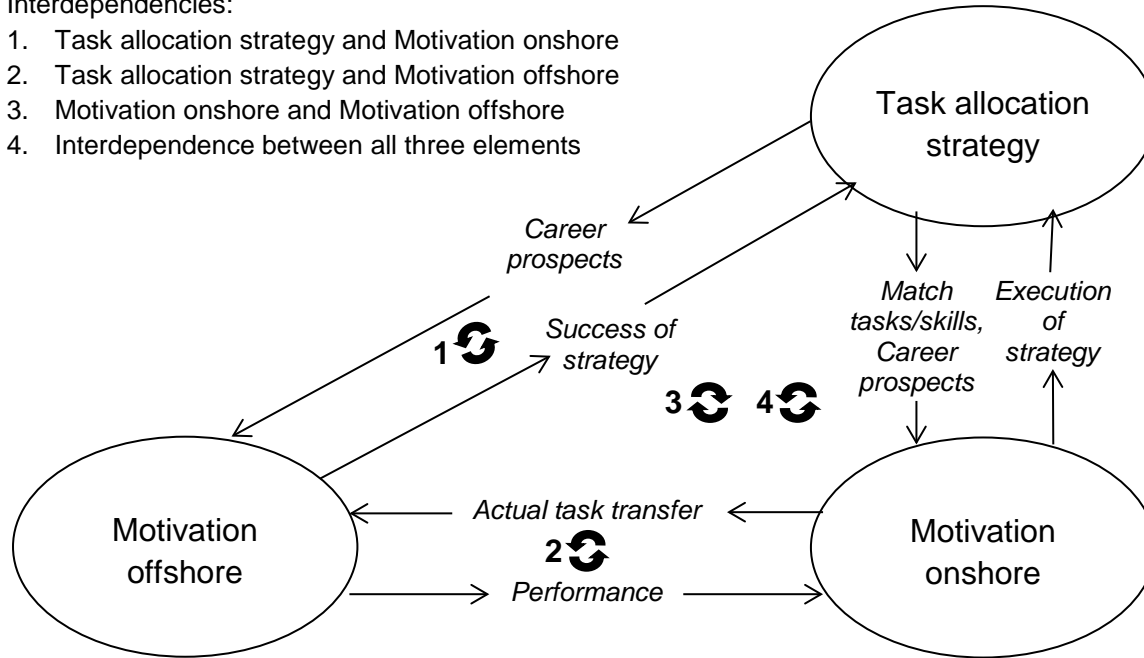 Interdependencies:
1. Task allocation strategy and Motivation onshore
2. Task allocation strategy and Motivation offshore
3. Motivation onshore and Motivation offshore
4. Interdependence between all three elements
Task allocation
strategy
Career
prospects
Match
tasks/skills,
Career
prospects
Execution
of
strategy
1
Success of
strategy
3
4
Motivation
offshore
Actual task transfer
2
Performance
Motivation
onshore